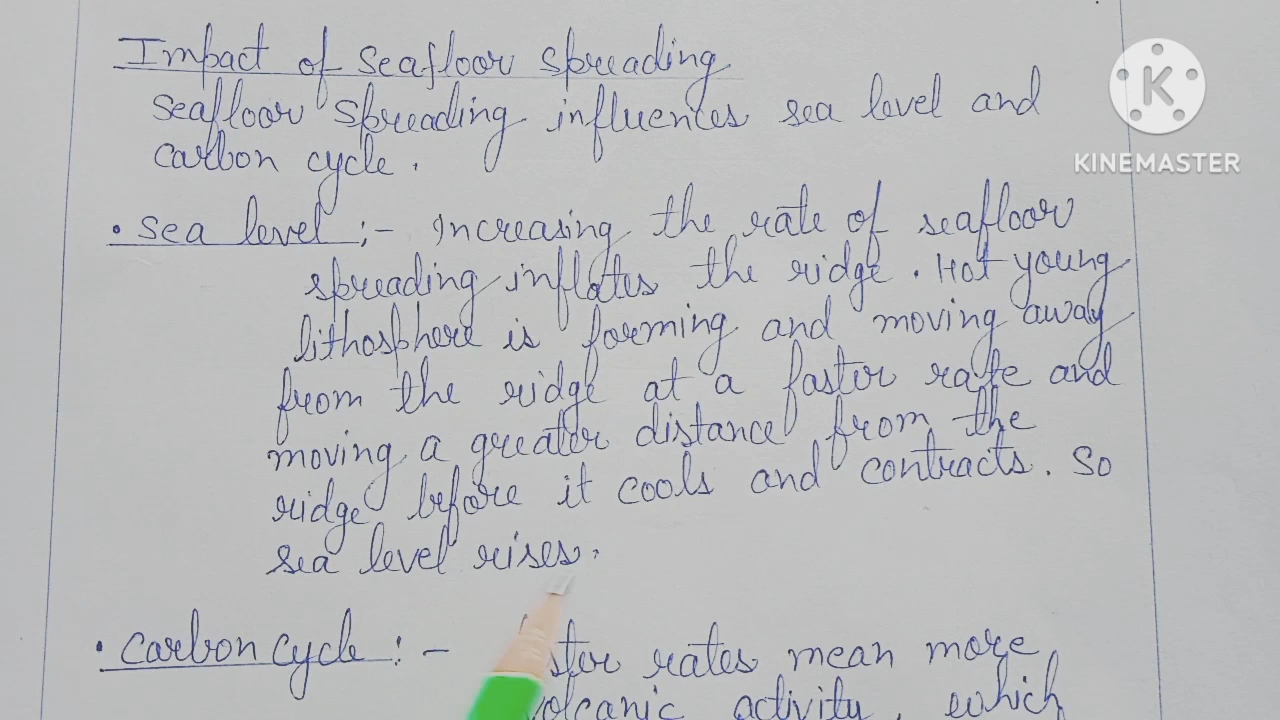 Impact of seafloor spreading
seafloor spreading influences sea level and
carbon cycle.
KINEMASTER
• sea level :- Increasing the rate of seafloor
spreading inflates the ridge. Hot young
lithosphere is forming and moving away
from the ridge at a faster rate and
moving a greater distance from the
ridge before it cools and contracts. So
sea level rises.
• carbon cycle :- rates mean more
activity, which